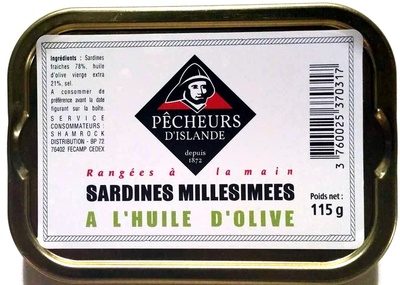 Ingrédients : Sardines
fraîches 78%, huile
d'olive vierge extra
21%, sel.
A consommer de
préférence avant la date
figurant sur la boîte.
SERVICE
CONSOMMATEURS :
SHAMROCK
DISTRIBUTION - BP 72
76402 FECAMP CEDEX
PÊCHEURS
D'ISLANDE
depuis
1872
Rangées à la main
SARDINES MILLESIMEES
A L'HUILE D'OLIVE
Poids net :
115 g
3 760025 370317